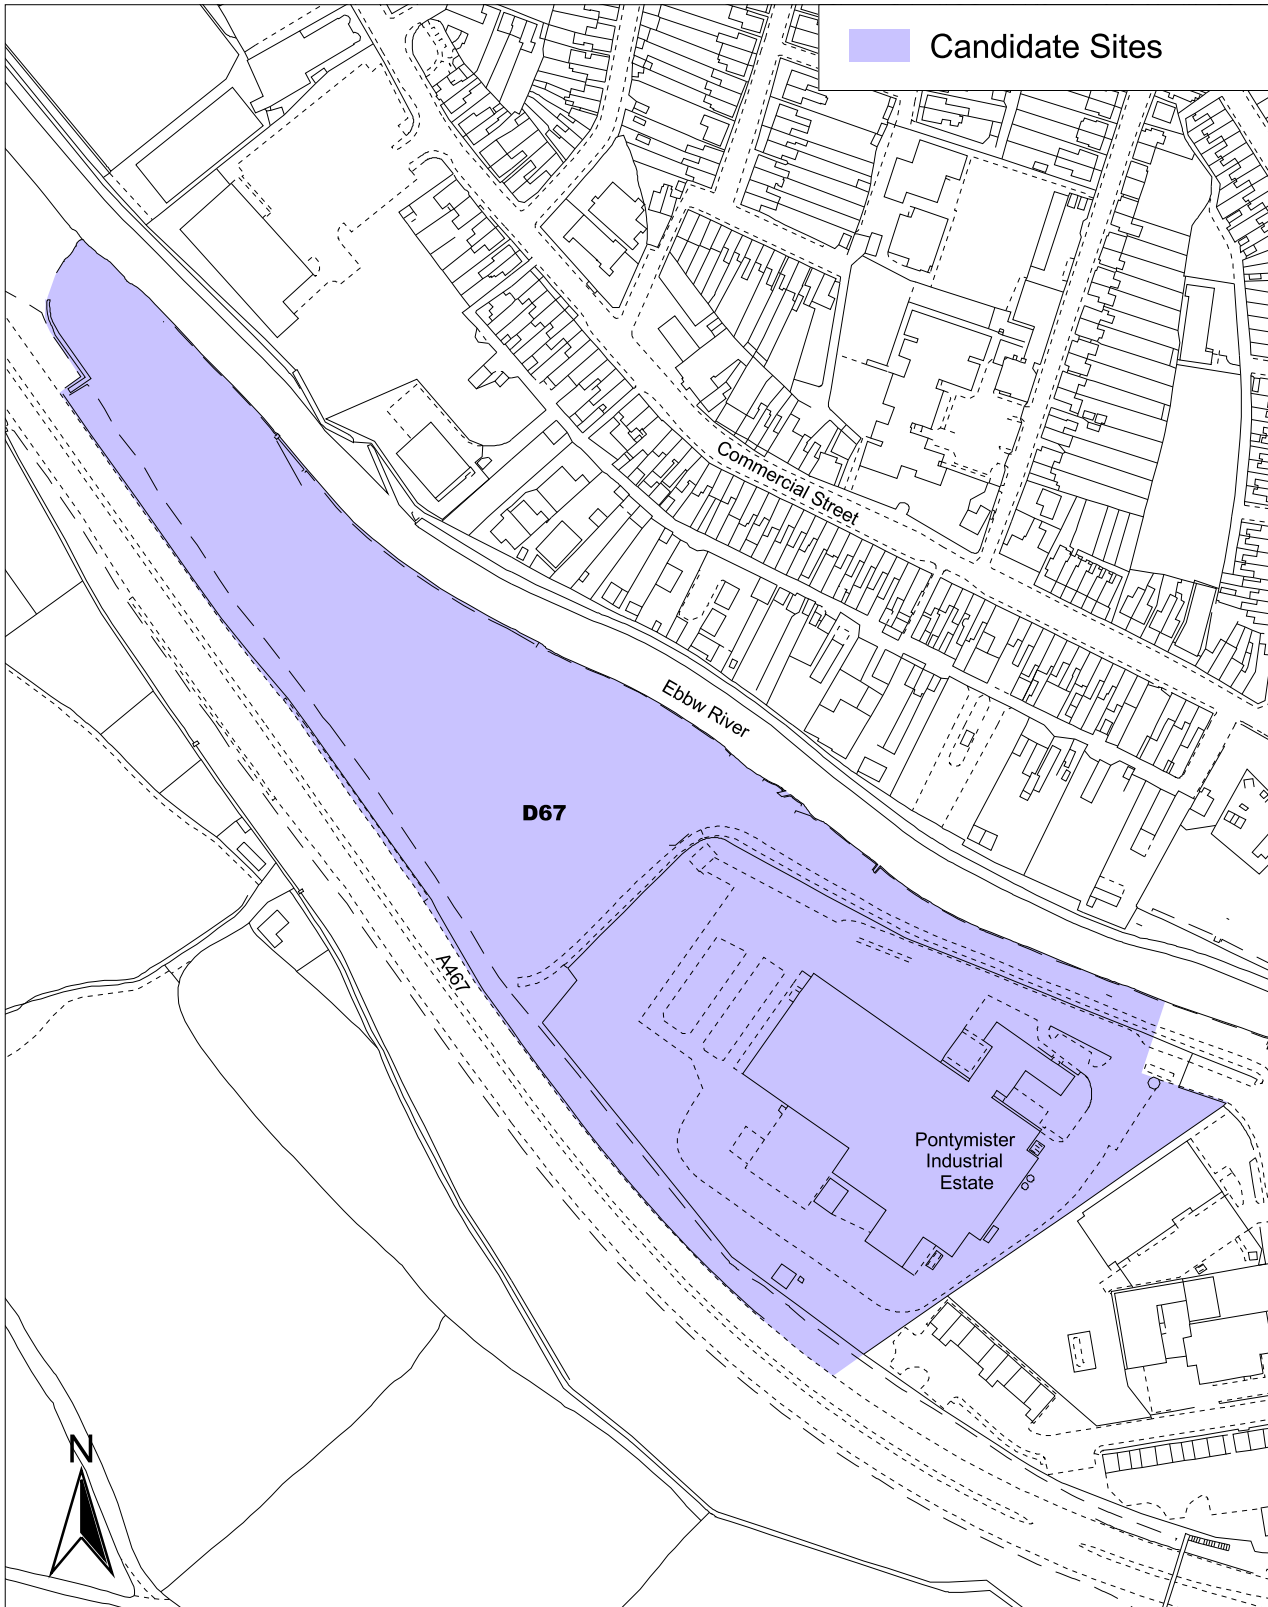 Candidate Sites
Commercial Street
Ebbw River
D67
A467
Pontymister
Industrial
Estate
N